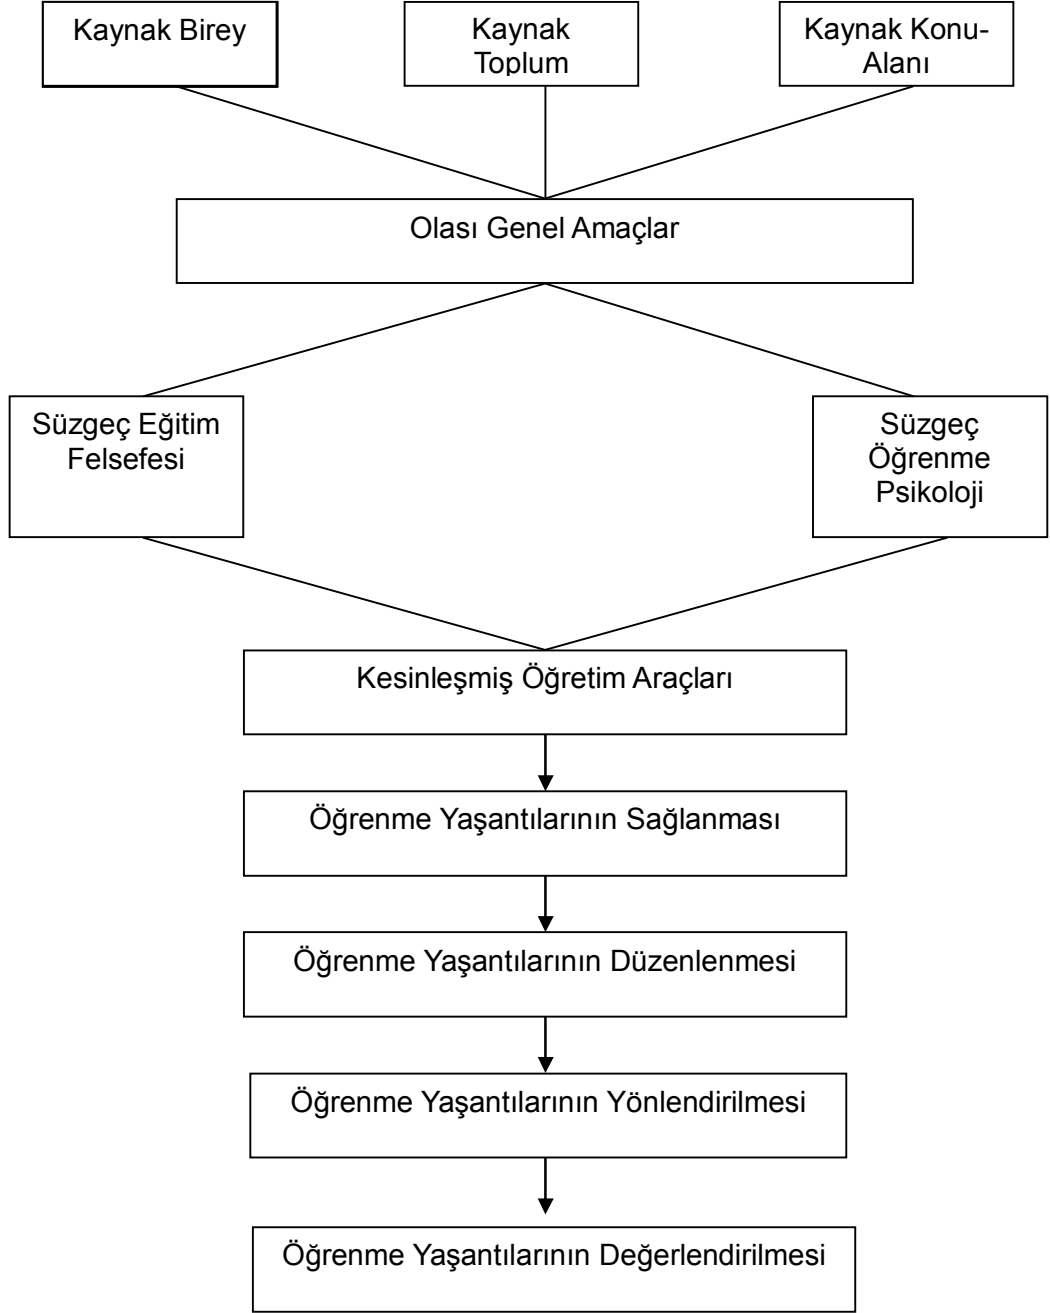 Kaynak Birey
Kaynak
Toplum
Kaynak Konu-
Alanı
Olası Genel Amaçlar
Süzgeç Eğitim
Felsefesi
Süzgeç
Öğrenme
Psikoloji
Kesinleşmiş Öğretim Araçları
Öğrenme Yaşantılarının Sağlanması
Öğrenme Yaşantılarının Düzenlenmesi
Öğrenme Yaşantılarının Yönlendirilmesi
Öğrenme Yaşantılarının Değerlendirilmesi